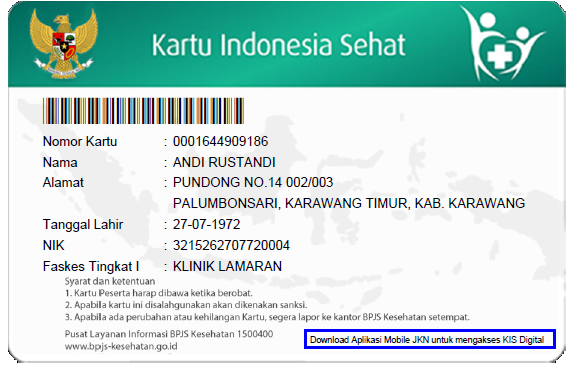 Kartu Indonesia Sehat
Nomor Kartu : 0001644909186
Nama : ANDI RUSTANDI
Alamat : PUNDONG NO.14 002/003
PALUMBONSARI, KARAWANG TIMUR, KAB. KARAWANG
Tanggal Lahir : 27-07-1972
NIK : 3215262707720004
Faskes Tingkat I : KLINIK LAMARAN
Syarat dan ketentuan
1. Kartu Peserta harap dibawa ketika berobat.
2. Apabila kartu ini disalahgunakan akan dikenakan sanksi.
3. Apabila ada perubahan atau kehilangan Kartu, segera lapor ke kantor BPJS Kesehatan setempat.
Pusat Layanan Informasi BPJS Kesehatan 1500400
www.bpjs-kesehatan.go.id
Download Aplikasi Mobile JKN untuk mengakses KIS Digital